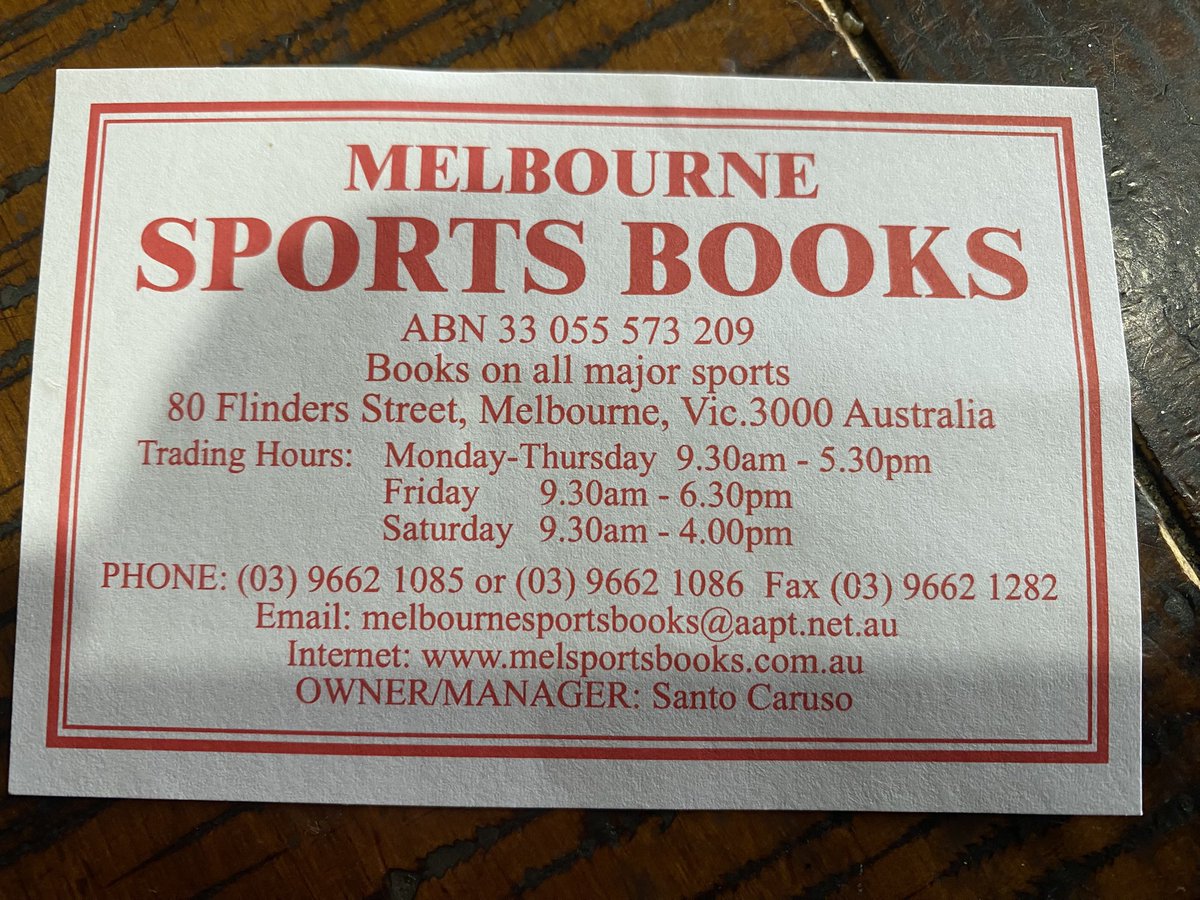 MELBOURNE
SPORTS BOOKS
ABN 33 055 573 209
Books on all major sports
80 Flinders Street, Melbourne, Vic.3000 Australia
Trading Hours: Monday-Thursday 9.30am - 5.30pm
Friday 9.30am - 6.30pm
Saturday 9.30am - 4.00pm
PHONE: (03) 9662 1085 or (03) 9662 1086 Fax (03) 9662 1282
Email: melbournesportsbooks@aapt.net.au
Internet: www.melsportsbooks.com.au
OWNER/MANAGER: Santo Caruso